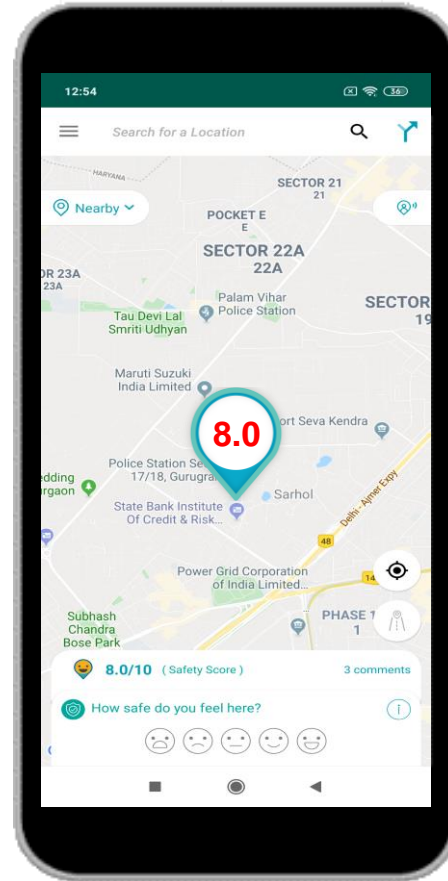 12:54
36
Search for a Location
HARYANA
SECTOR 21
21
Nearby
POCKET E
E
SECTOR 22A
22A
OR 23A
23A
Palam Vihar
Police Station
SECTOR
19
Tau Devi Lal
Smriti Udhyan
Maruti Suzuki
India Limited
8.0
ort Seva Kendra
Police Station Se
17/18, Gurugra
dding
rgaon
Sarhol
State Bank Institute
Of Credit & Risk...
Delhi - Ajmer Expy
48
Power Grid Corporation
of India Limited...
14
Subhash
Chandra
Bose Park
PHASE 1
1
8.0/10 (Safety Score)
3 comments
How safe do you feel here?
i